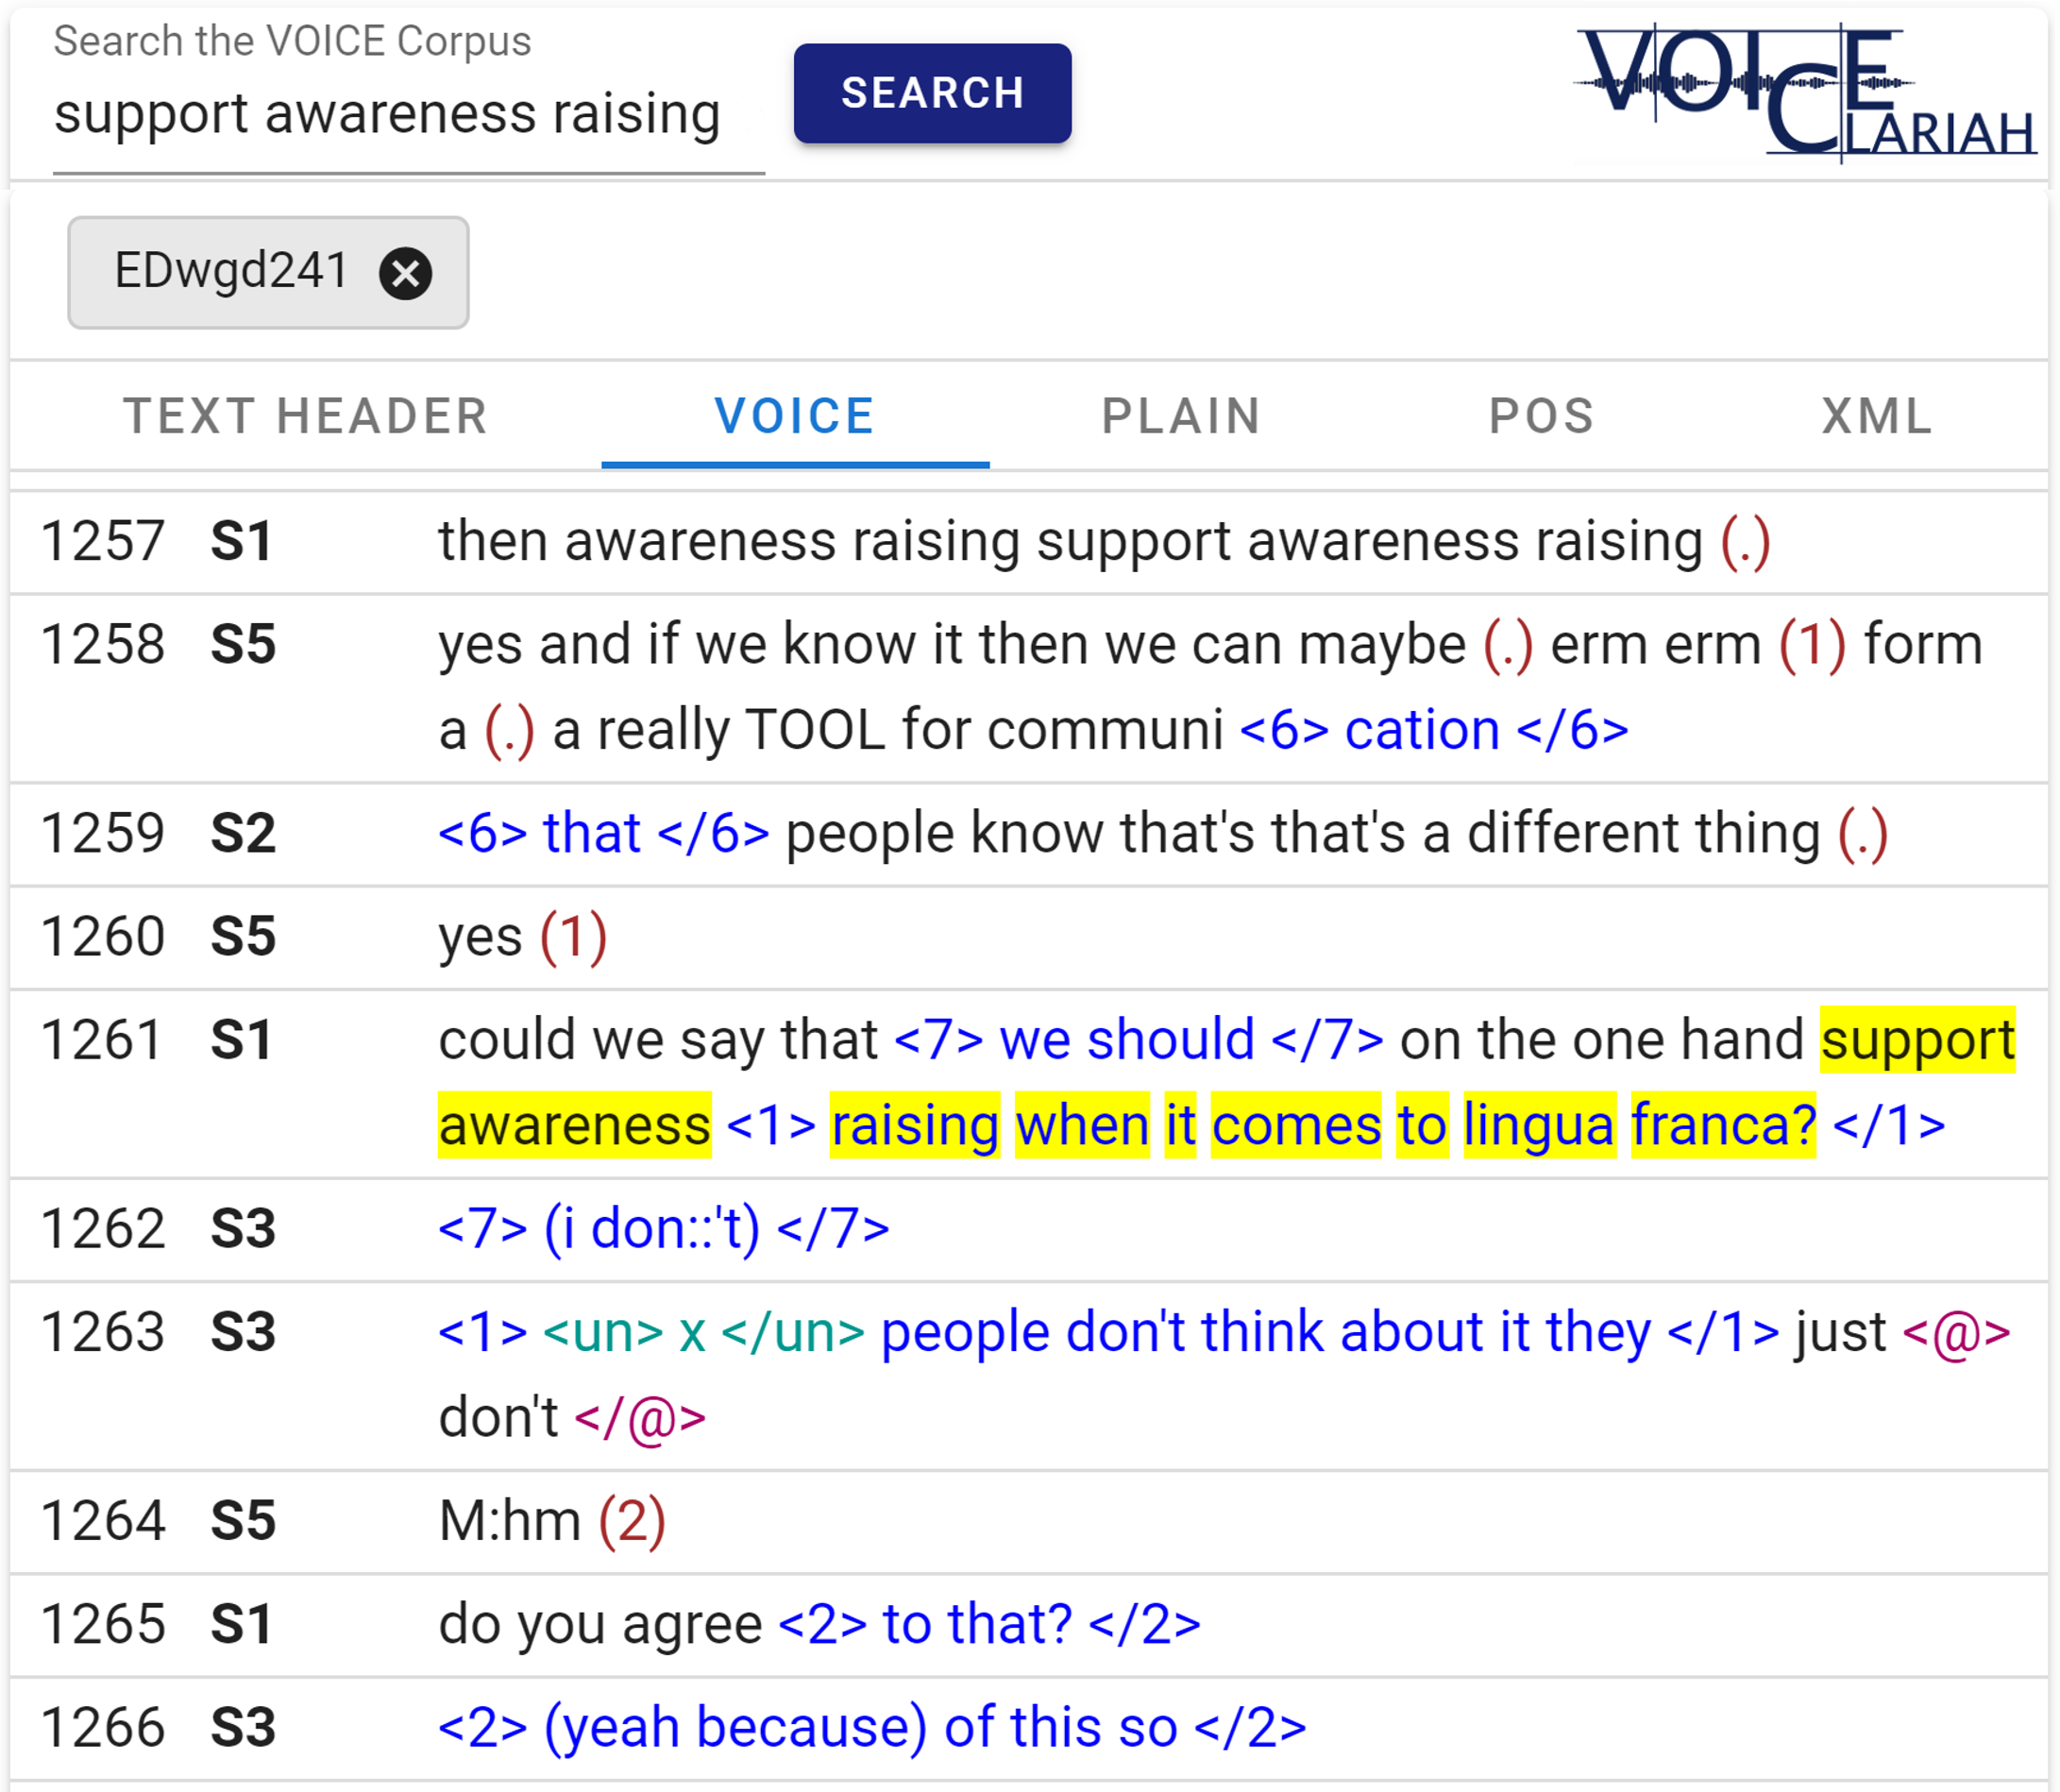 Search the VOICE Corpus
support awareness raising
SEARCH
VOICE
CLARIAH
EDwgd241
TEXT HEADER VOICE PLAIN POS XML
1257 S1 then awareness raising support awareness raising (.)
1258 S5 yes and if we know it then we can maybe (.) erm erm (1) form
a (.) a really TOOL for communi <6> cation </6>
1259 S2 <6> that </6> people know that's that's a different thing (.)
1260 S5 yes (1)
1261 S1 could we say that <7> we should </7> on the one hand support
awareness <1> raising when it comes to lingua franca? </1>
1262 S3 <7> (i don::'t) </7>
1263 S3 <1> <un> x </un> people don't think about it they </1> just <@>
don't </@>
1264 S5 M:hm (2)
1265 S1 do you agree <2> to that? </2>
1266 S3 <2> (yeah because) of this so </2>